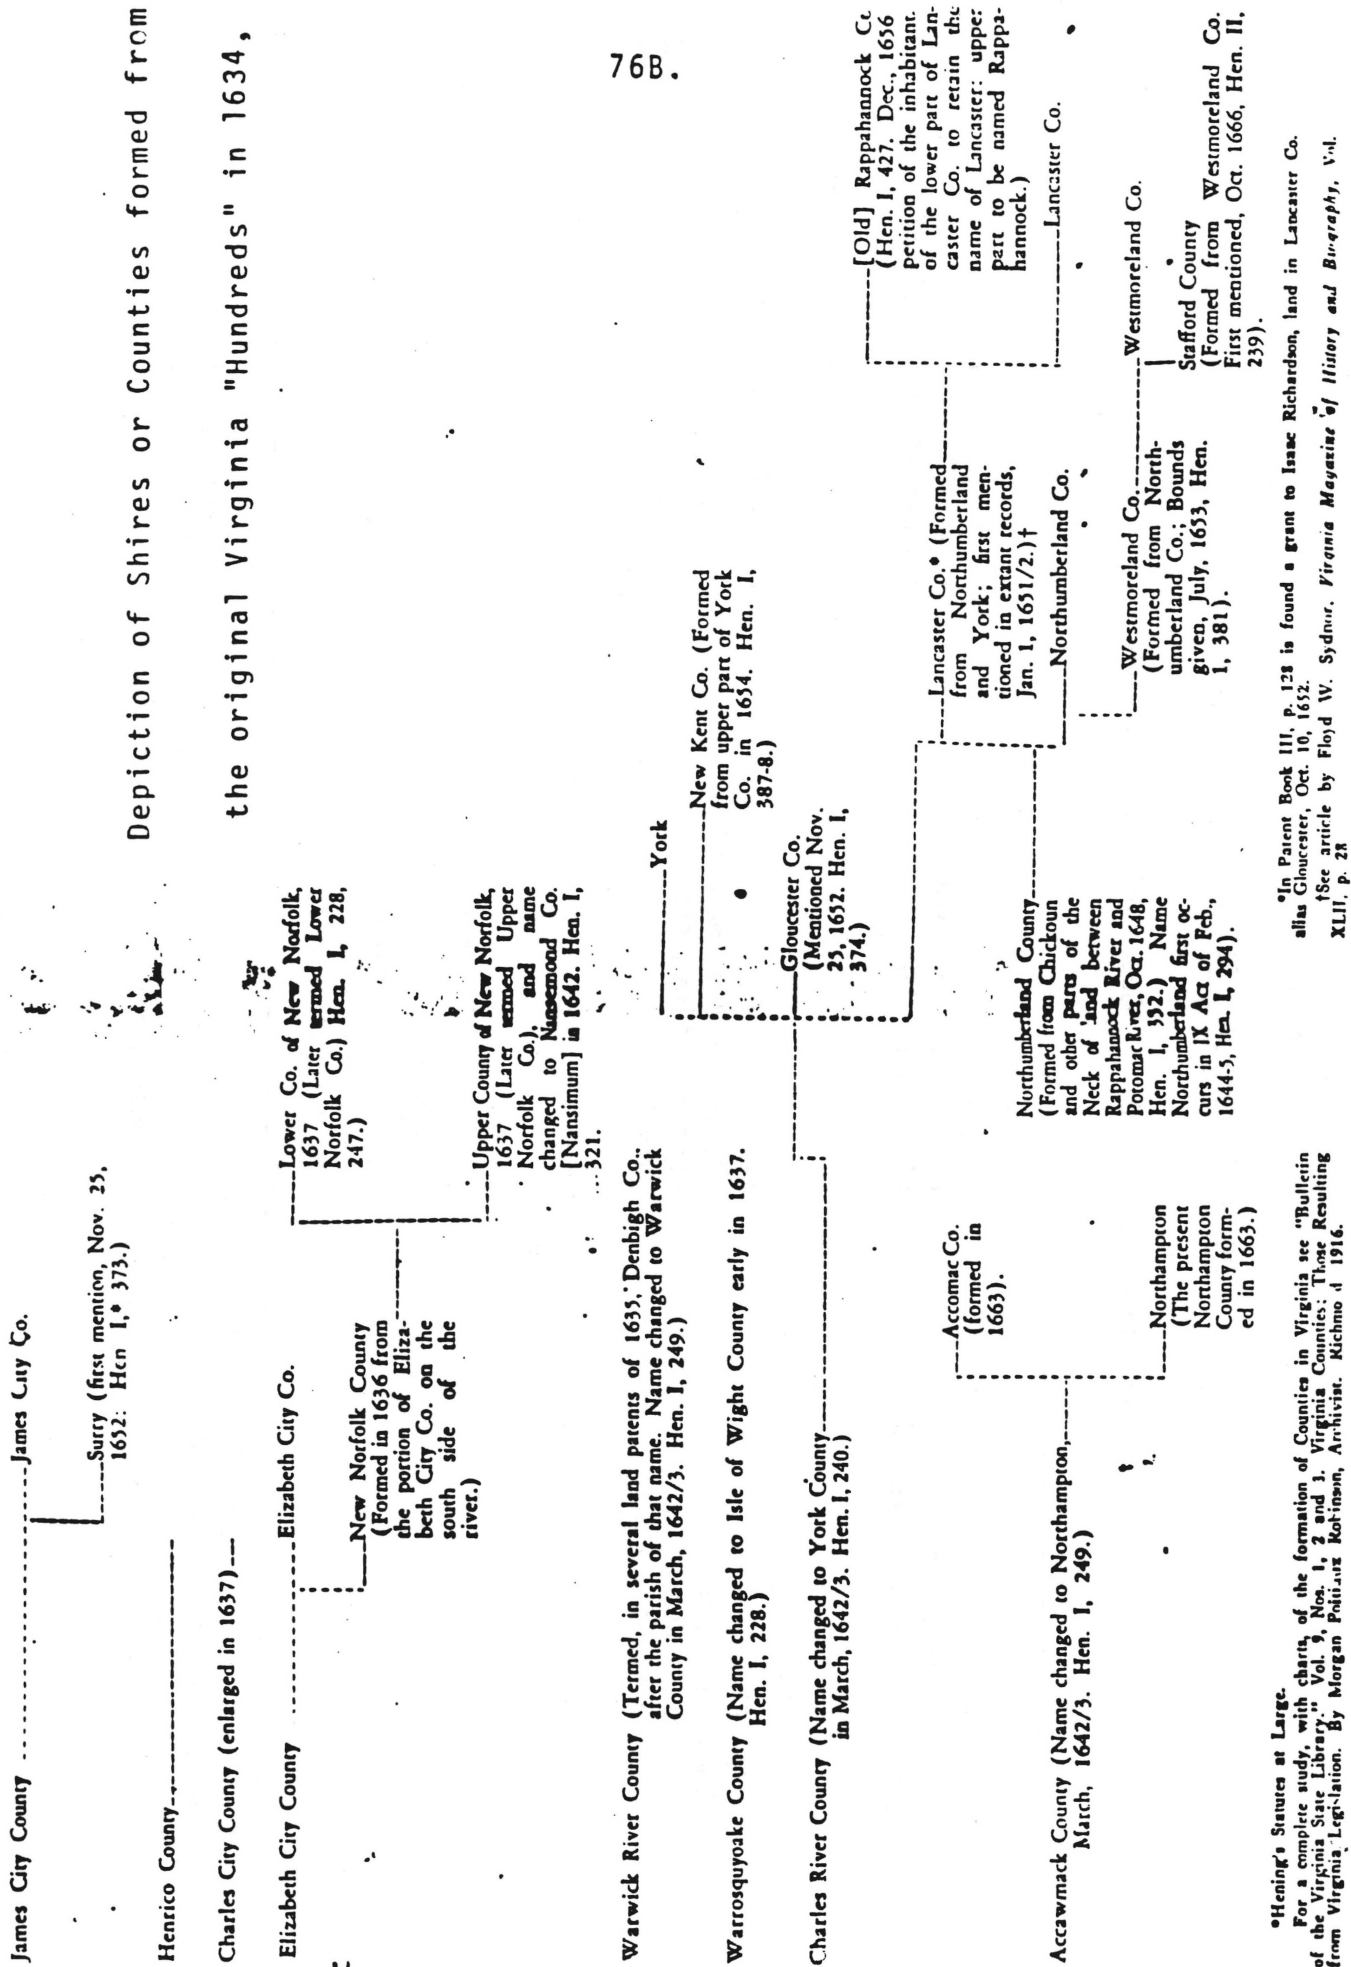 Depiction of Shires or Counties formed from
the original Virginia "Hundreds" in 1634,
76B.
James City County
James City Co.
Surry (first mention, Nov. 25,
1652: Hen I,* 373.)
Henrico County
Charles City County (enlarged in 1637)
Elizabeth City County
Elizabeth City Co.
New Norfolk County
(Formed in 1636 from
the portion of Eliza-
beth City Co. on the
south side of the
river.)
Lower Co. of New Norfolk,
1637 (Later termed Lower
Norfolk Co.) Hen. I, 228,
247.)
Upper County of New Norfolk,
1637 (Later termed Upper
Norfolk Co.), and name
changed to Nansemond Co.
[Nansimum] in 1642. Hen. I,
321.
Warwick River County (Termed, in several land patents of 1635, Denbigh Co.,
after the parish of that name. Name changed to Warwick
County in March, 1642/3. Hen. I, 249.)
Warrosquyoake County (Name changed to Isle of Wight County early in 1637.
Hen. I, 228.)
Charles River County (Name changed to York County
in March, 1642/3. Hen. I, 240.)
York
New Kent Co. (Formed
from upper part of York
Co. in 1654. Hen. I,
387-8.)
Gloucester Co.
(Mentioned Nov.
25, 1652. Hen. I,
374.)
Northumberland County
(Formed from Chickoun
and other parts of the
Neck of land between
Rappahannock River and
Potomac River, Oct. 1648,
Hen. I, 352.) Name
Northumberland first oc-
curs in IX Act of Feb.,
1644-5, Hen. I, 294).
Lancaster Co.* (Formed
from Northumberland
and York; first men-
tioned in extant records,
Jan. 1, 1651/2.)†
Northumberland Co.
Westmoreland Co.
(Formed from North-
umberland Co.; Bounds
given, July, 1653, Hen.
I, 381).
[Old] Rappahannock Co
(Hen. I, 427. Dec., 1656
petition of the inhabitant.
of the lower part of Lan-
caster Co. to retain the
name of Lancaster: upper
part to be named Rappa-
hannock.)
Lancaster Co.
Westmoreland Co.
Stafford County
(Formed from Westmoreland Co.
First mentioned, Oct. 1666, Hen. II,
239).
Accawmack County (Name changed to Northampton,
March, 1642/3. Hen. I, 249.)
Accomac Co.
(formed in
1663).
Northampton
(The present
Northampton
County form-
ed in 1663.)
*Hening's Statutes at Large.
For a complete study, with charts, of the formation of Counties in Virginia see "Bulletin
of the Virginia State Library." Vol. 9, Nos. 1, 2 and 3. Virginia Counties: Those Resulting
from Virginia Legislation. By Morgan Poitiaux Robinson, Archivist. Richmo d 1916.
*In Patent Book III, p. 128 is found a grant to Isaac Richardson, land in Lancaster Co.
alias Gloucester, Oct. 10, 1652.
†See article by Floyd W. Sydnor, Virginia Magazine of History and Biography, Vol.
XLII, p. 28